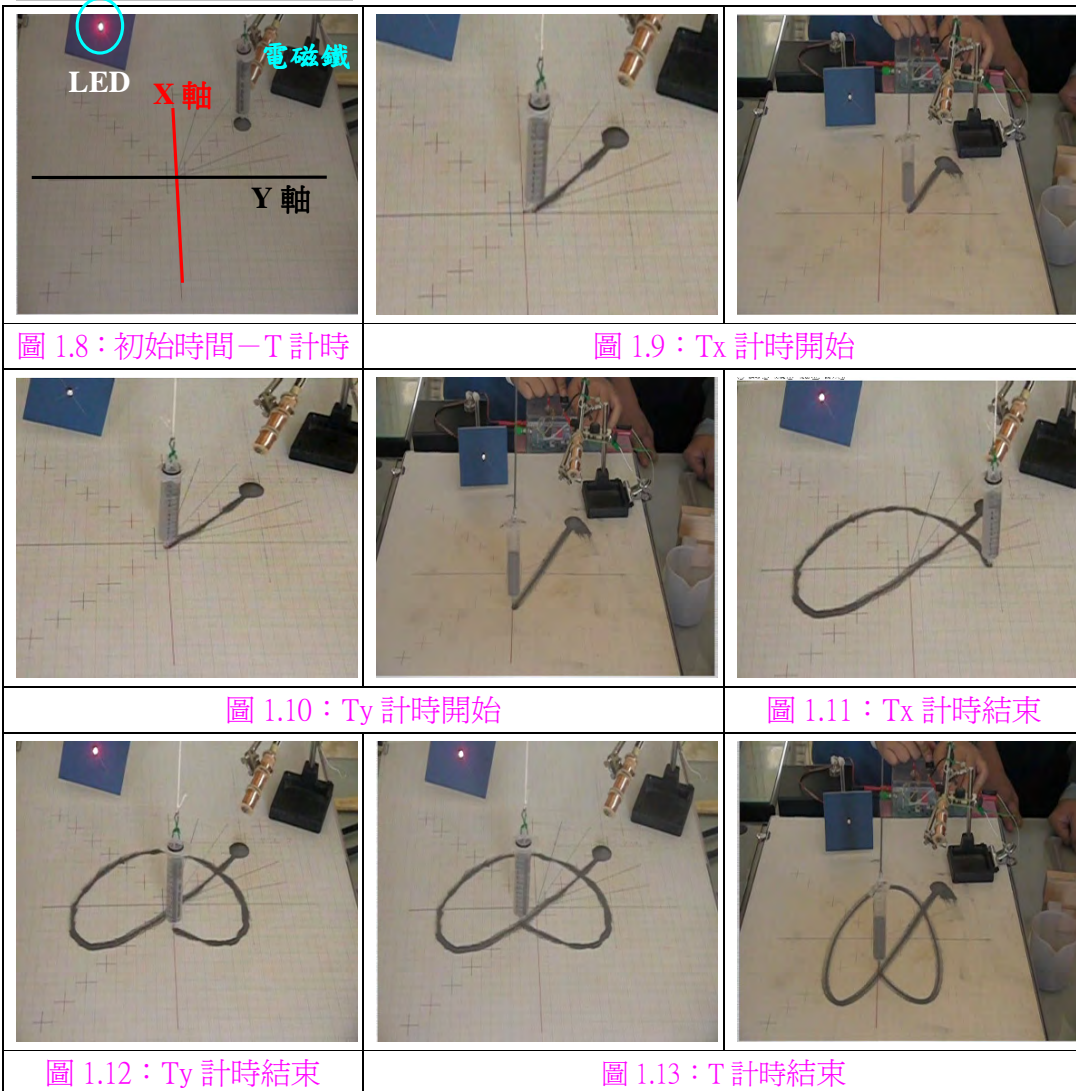 LED
電磁鐵
X 軸
Y 軸
圖 1.8：初始時間－T 計時
圖 1.9：Tx 計時開始
圖 1.10：Ty 計時開始
圖 1.11：Tx 計時結束
圖 1.12：Ty 計時結束
圖 1.13：T 計時結束